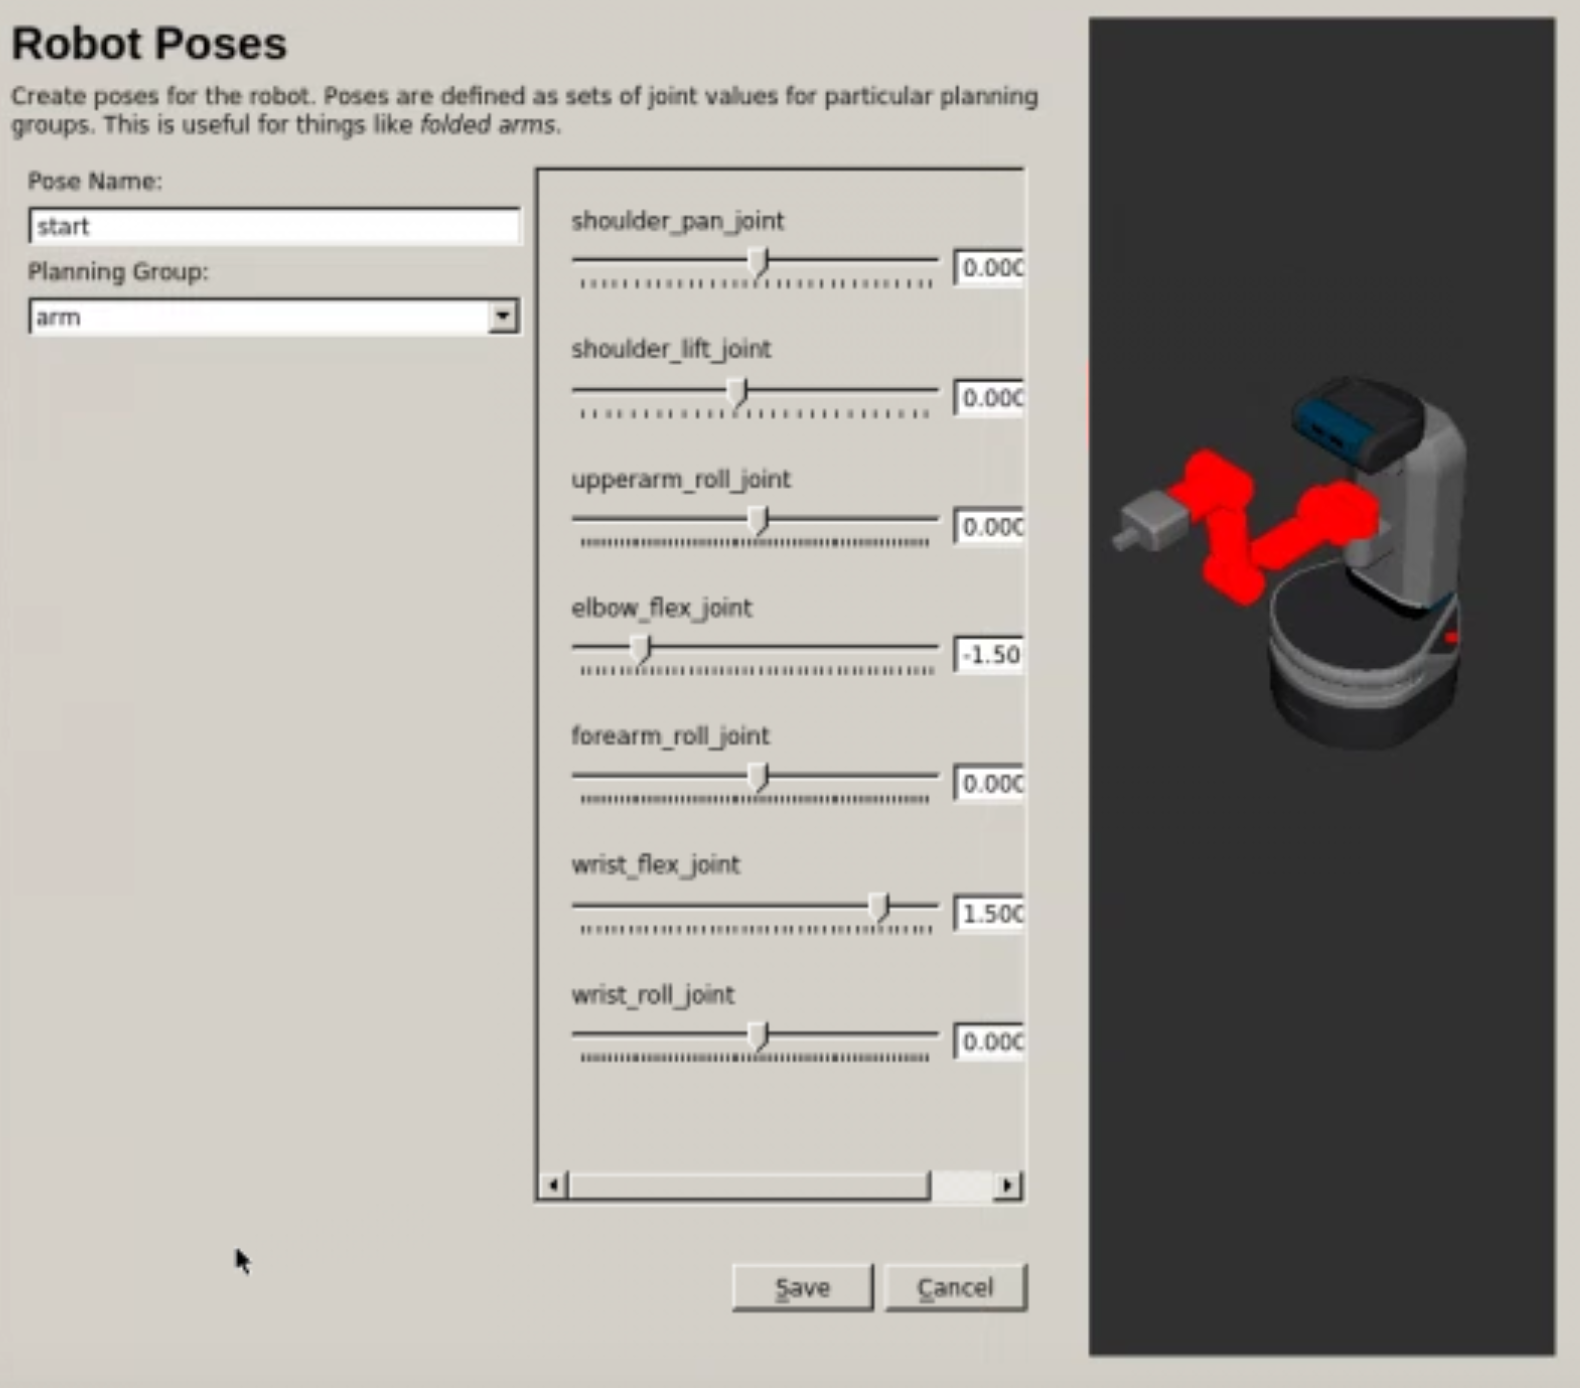 Robot Poses
Create poses for the robot. Poses are defined as sets of joint values for particular planning
groups. This is useful for things like folded arms.
Pose Name:
start
Planning Group:
arm
shoulder_pan_joint
0.000
shoulder_lift_joint
0.000
upperarm_roll_joint
0.000
elbow_flex_joint
-1.50
forearm_roll_joint
0.000
wrist_flex_joint
1.500
wrist_roll_joint
0.000
Save
Cancel